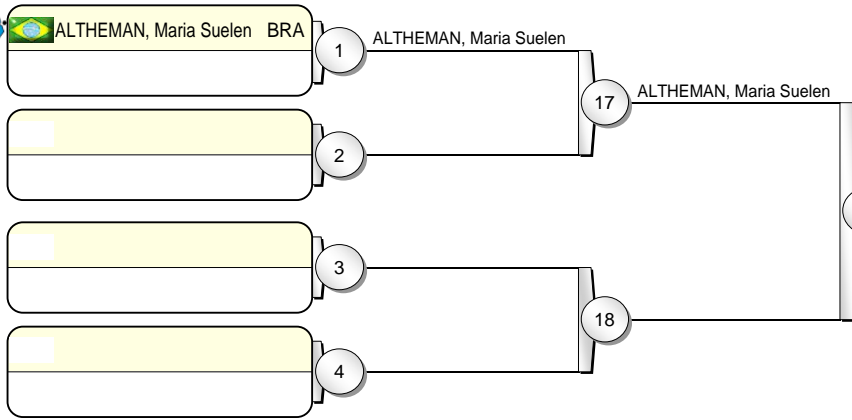 ALTHEMAN, Maria Suelen BRA
1
ALTHEMAN, Maria Suelen
17
ALTHEMAN, Maria Suelen
2
3
18
4